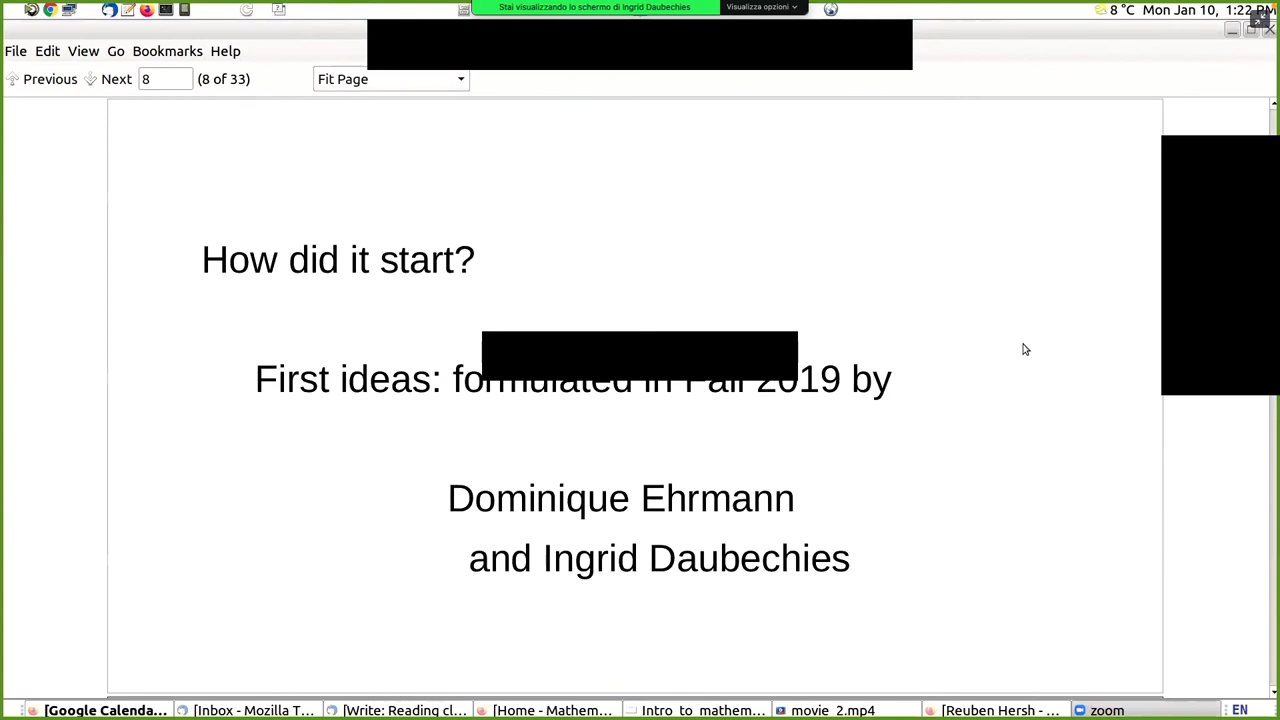 Stai visualizzando lo schermo di Ingrid Daubechies Visualizza opzioni
8 °C Mon Jan 10, 1:22 PM
File Edit View Go Bookmarks Help
Previous Next 8 (8 of 33) Fit Page
How did it start?
First ideas: formulated in Fall 2019 by
Dominique Ehrmann
and Ingrid Daubechies
[Google Calenda... [Inbox - Mozilla T... [Write: Reading cl... [Home - Mathem... Intro_to_mathem... movie_2.mp4 [Reuben Hersh - ... zoom EN